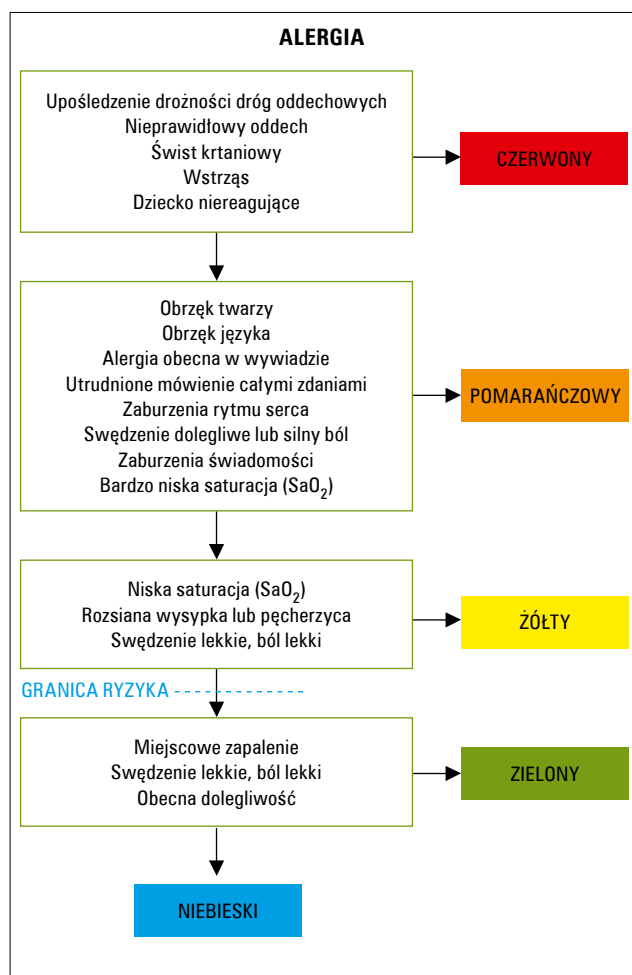 ALERGIA
Upośledzenie drożności dróg oddechowych
Nieprawidłowy oddech
Świst krtaniowy
Wstrząs
Dziecko niereagujące
CZERWONY
Obrzęk twarzy
Obrzęk języka
Alergia obecna w wywiadzie
Utrudnione mówienie całymi zdaniami
Zaburzenia rytmu serca
Swędzenie dolegliwe lub silny ból
Zaburzenia świadomości
Bardzo niska saturacja (SaO₂)
POMARAŃCZOWY
Niska saturacja (SaO₂)
Rozsiana wysypka lub pęcherzyca
Swędzenie lekkie, ból lekki
ŻÓŁTY
GRANICA RYZYKA
Miejscowe zapalenie
Swędzenie lekkie, ból lekki
Obecna dolegliwość
ZIELONY
NIEBIESKI